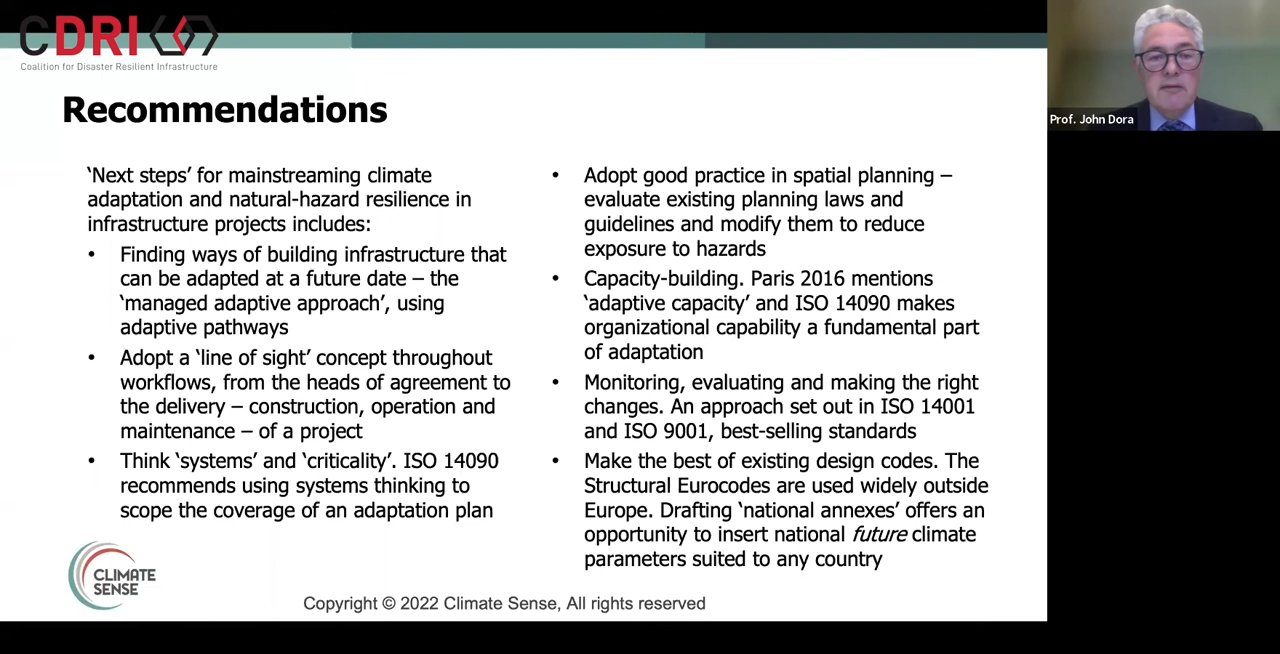 CDRI
Coalition for Disaster Resilient Infrastructure
Prof. John Dora
Recommendations
‘Next steps’ for mainstreaming climate
adaptation and natural-hazard resilience in
infrastructure projects includes:
• Finding ways of building infrastructure that
can be adapted at a future date – the
‘managed adaptive approach’, using
adaptive pathways
• Adopt a ‘line of sight’ concept throughout
workflows, from the heads of agreement to
the delivery – construction, operation and
maintenance – of a project
• Think ‘systems’ and ‘criticality’. ISO 14090
recommends using systems thinking to
scope the coverage of an adaptation plan
• Adopt good practice in spatial planning –
evaluate existing planning laws and
guidelines and modify them to reduce
exposure to hazards
• Capacity-building. Paris 2016 mentions
‘adaptive capacity’ and ISO 14090 makes
organizational capability a fundamental part
of adaptation
• Monitoring, evaluating and making the right
changes. An approach set out in ISO 14001
and ISO 9001, best-selling standards
• Make the best of existing design codes. The
Structural Eurocodes are used widely outside
Europe. Drafting ‘national annexes’ offers an
opportunity to insert national future climate
parameters suited to any country
CLIMATE
SENSE
Copyright © 2022 Climate Sense, All rights reserved